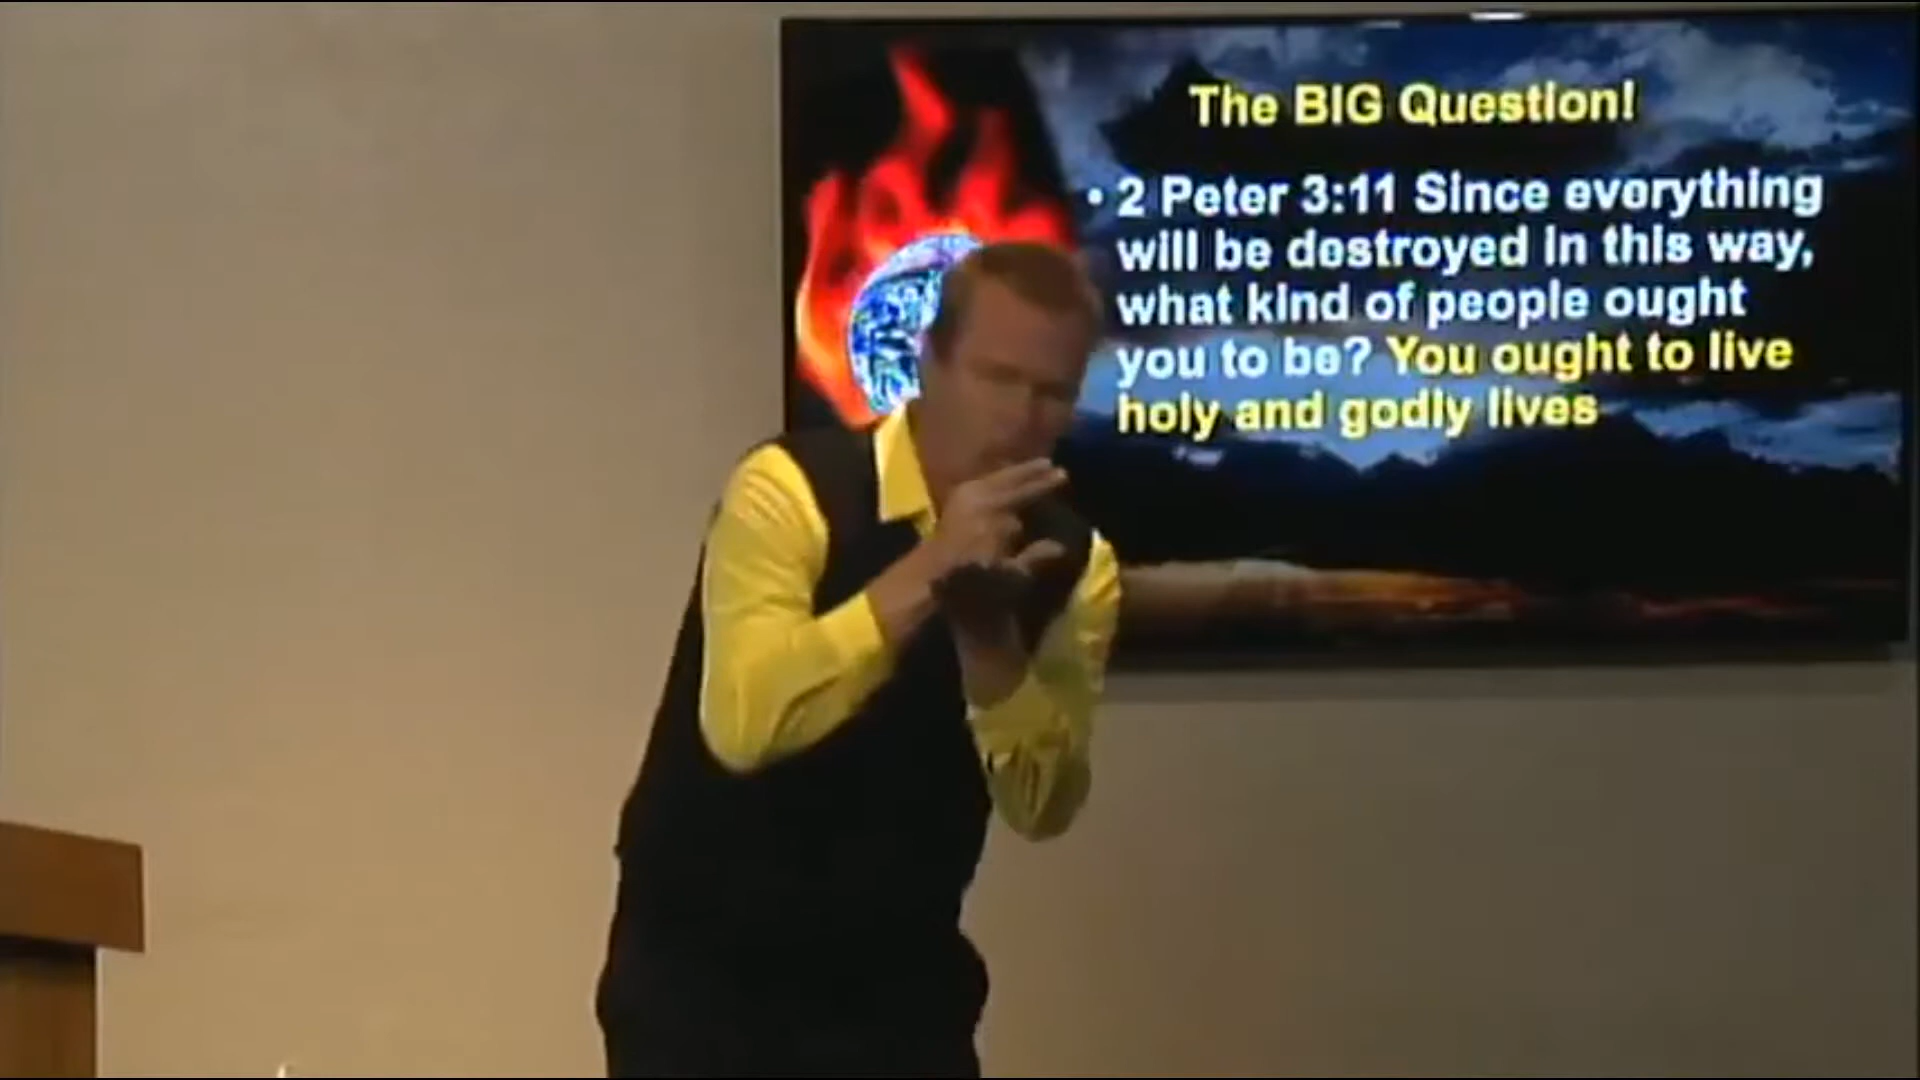 The BIG Question!
• 2 Peter 3:11 Since everything
will be destroyed in this way,
what kind of people ought
you to be? You ought to live
holy and godly lives